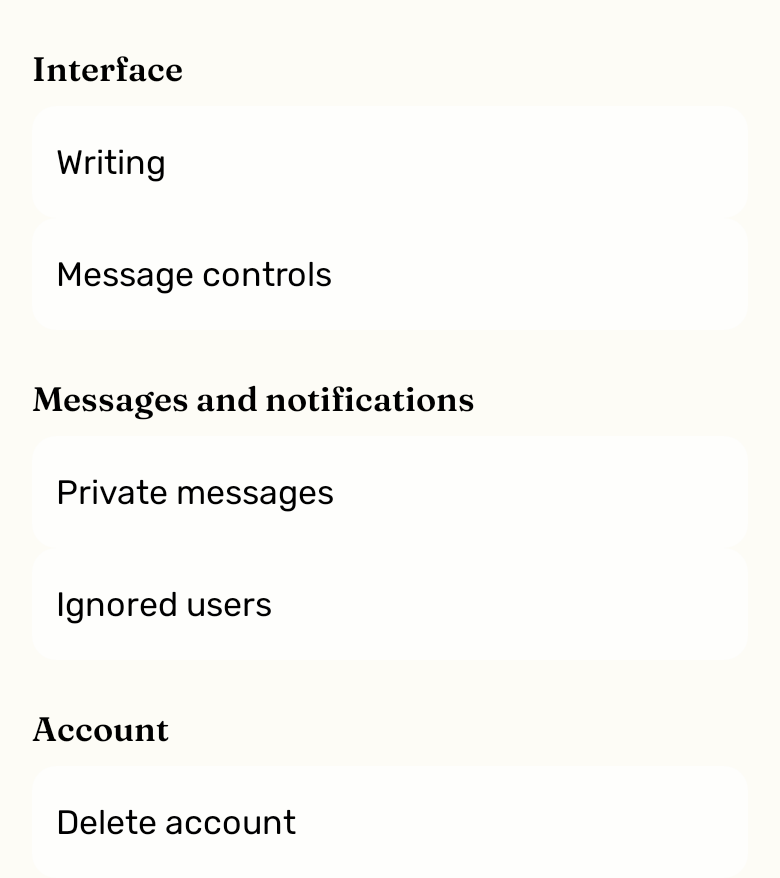 Interface
Writing
Message controls
Messages and notifications
Private messages
Ignored users
Account
Delete account